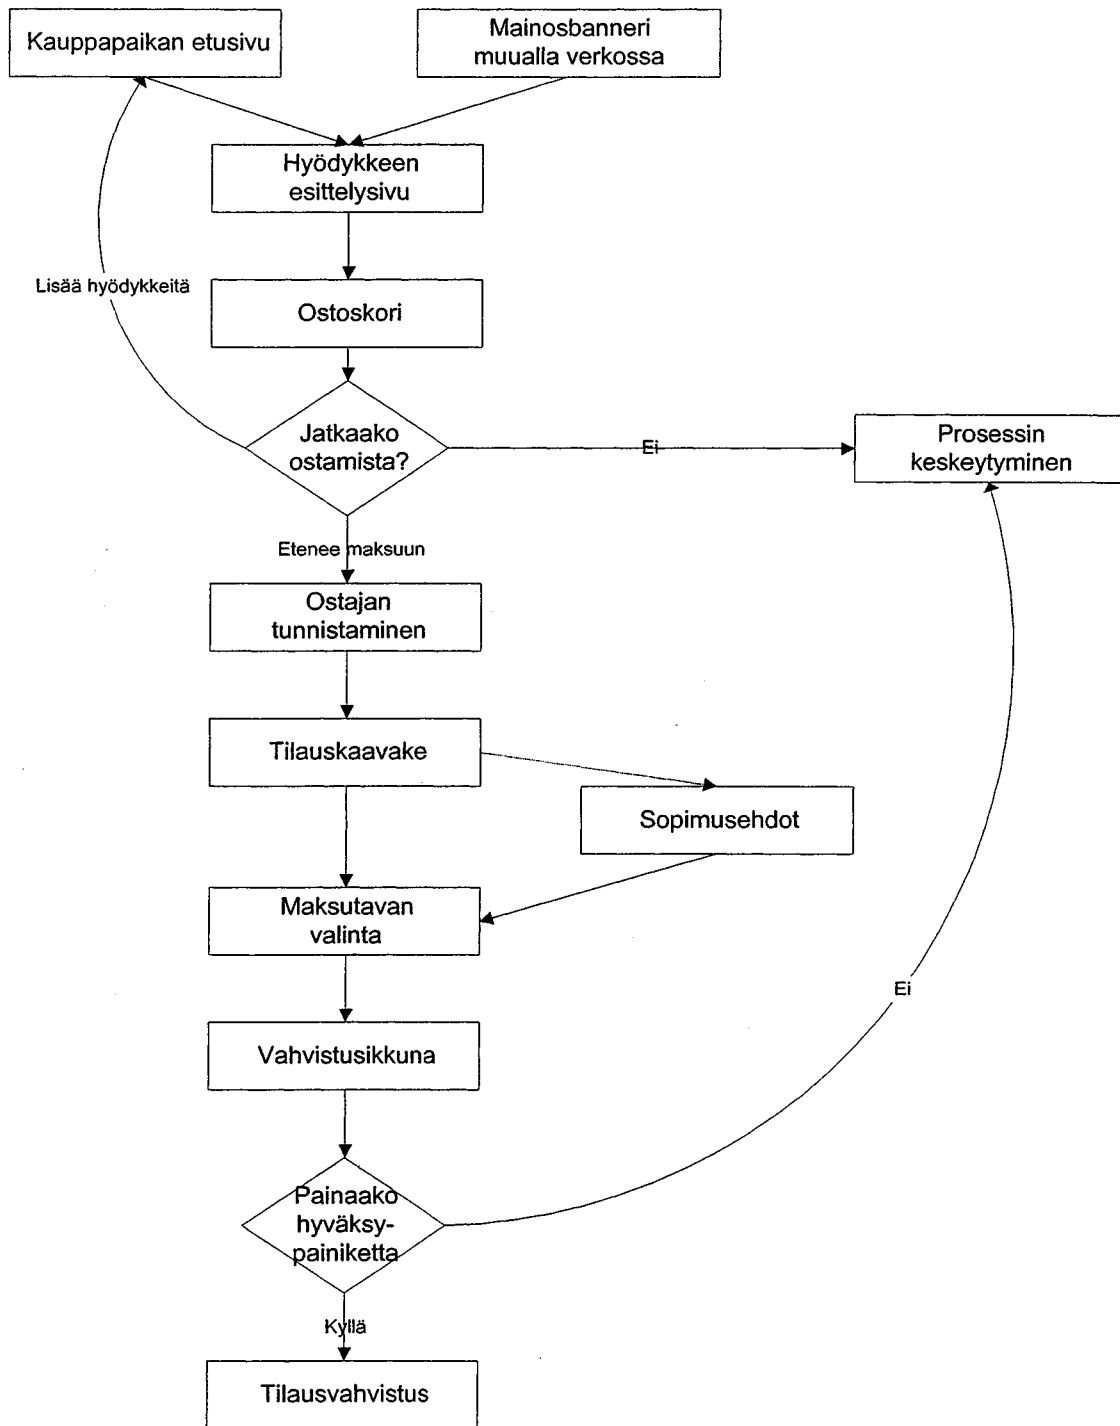 Kauppapaikan etusivu
Mainosbanneri
muualla verkossa
Hyödykkeen
esittelysivu
Lisää hyödykkeitä
Ostoskori
Jatkaako
ostamista?
Ei
Prosessin
keskeytyminen
Etenee maksuun
Ostajan
tunnistaminen
Tilauskaavake
Sopimusehdot
Maksutavan
valinta
Ei
Vahvistusikkuna
Painaako
hyväksy-
painiketta
Kyllä
Tilausvahvistus